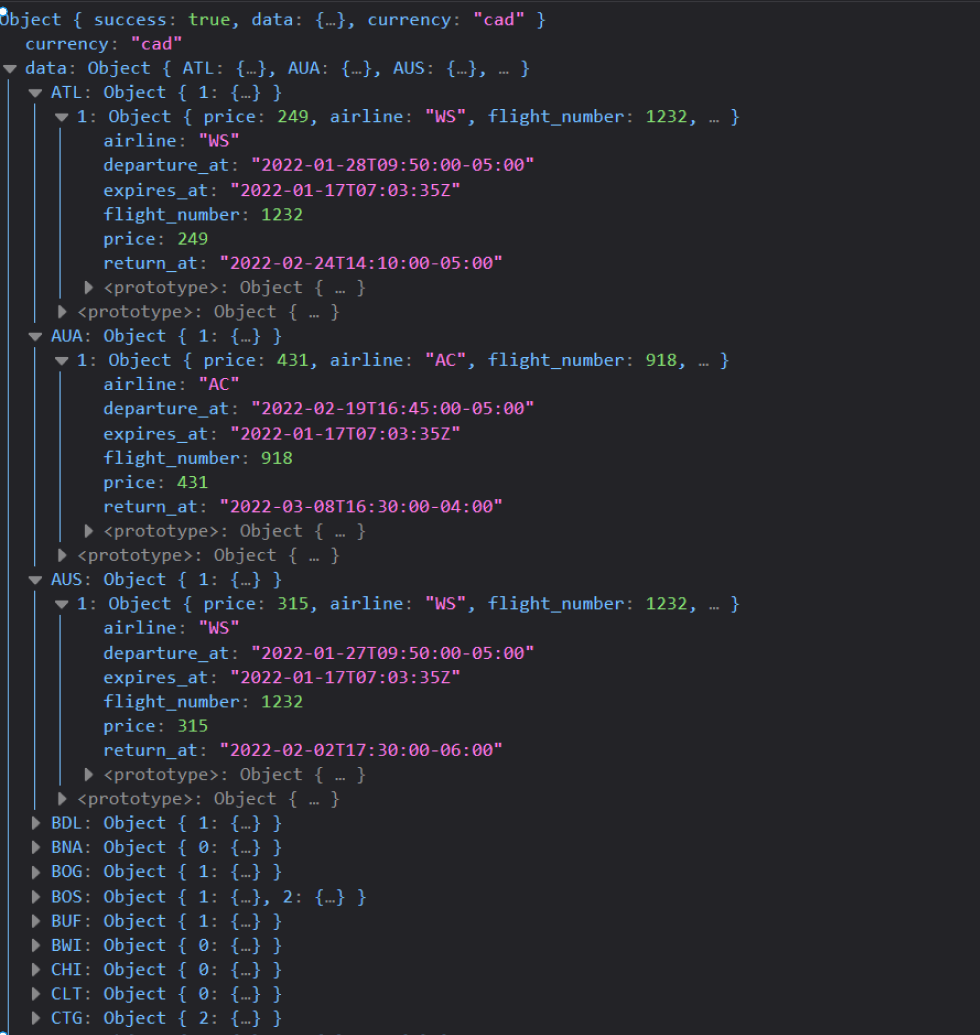 Object { success: true, data: {…}, currency: "cad" }
currency: "cad"
data: Object { ATL: {…}, AUA: {…}, AUS: {…}, … }
ATL: Object { 1: {…} }
1: Object { price: 249, airline: "WS", flight_number: 1232, … }
airline: "WS"
departure_at: "2022-01-28T09:50:00-05:00"
expires_at: "2022-01-17T07:03:35Z"
flight_number: 1232
price: 249
return_at: "2022-02-24T14:10:00-05:00"
<prototype>: Object { … }
<prototype>: Object { … }
AUA: Object { 1: {…} }
1: Object { price: 431, airline: "AC", flight_number: 918, … }
airline: "AC"
departure_at: "2022-02-19T16:45:00-05:00"
expires_at: "2022-01-17T07:03:35Z"
flight_number: 918
price: 431
return_at: "2022-03-08T16:30:00-04:00"
<prototype>: Object { … }
<prototype>: Object { … }
AUS: Object { 1: {…} }
1: Object { price: 315, airline: "WS", flight_number: 1232, … }
airline: "WS"
departure_at: "2022-01-27T09:50:00-05:00"
expires_at: "2022-01-17T07:03:35Z"
flight_number: 1232
price: 315
return_at: "2022-02-02T17:30:00-06:00"
<prototype>: Object { … }
<prototype>: Object { … }
BDL: Object { 1: {…} }
BNA: Object { 0: {…} }
BOG: Object { 1: {…} }
BOS: Object { 1: {…}, 2: {…} }
BUF: Object { 1: {…} }
BWI: Object { 0: {…} }
CHI: Object { 0: {…} }
CLT: Object { 0: {…} }
CTG: Object { 2: {…} }